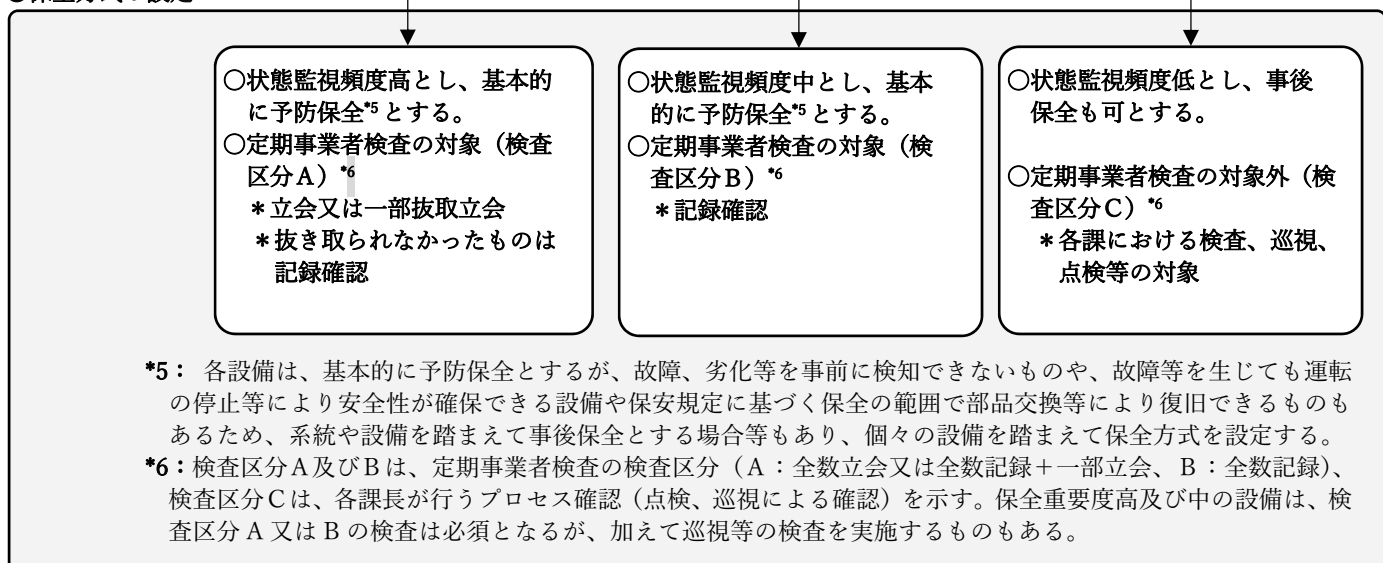 ○状態監視頻度高とし、基本的
に予防保全*5とする。
○定期事業者検査の対象（検査
区分Ａ）*6
＊立会又は一部抜取立会
＊抜き取られなかったものは
記録確認
○状態監視頻度中とし、基本
的に予防保全*5とする。
○定期事業者検査の対象（検
査区分Ｂ）*6
＊記録確認
○状態監視頻度低とし、事後
保全も可とする。
○定期事業者検査の対象外（検
査区分Ｃ）*6
＊各課における検査、巡視、
点検等の対象
*5： 各設備は、基本的に予防保全とするが、故障、劣化等を事前に検知できないものや、故障等を生じても運転
の停止等により安全性が確保できる設備や保安規定に基づく保全の範囲で部品交換等により復旧できるものも
あるため、系統や設備を踏まえて事後保全とする場合等もあり、個々の設備を踏まえて保全方式を設定する。
*6：検査区分Ａ及びＢは、定期事業者検査の検査区分（Ａ：全数立会又は全数記録＋一部立会、Ｂ：全数記録）、
検査区分Ｃは、各課長が行うプロセス確認（点検、巡視による確認）を示す。保全重要度高及び中の設備は、検
査区分 A 又は B の検査は必須となるが、加えて巡視等の検査を実施するものもある。